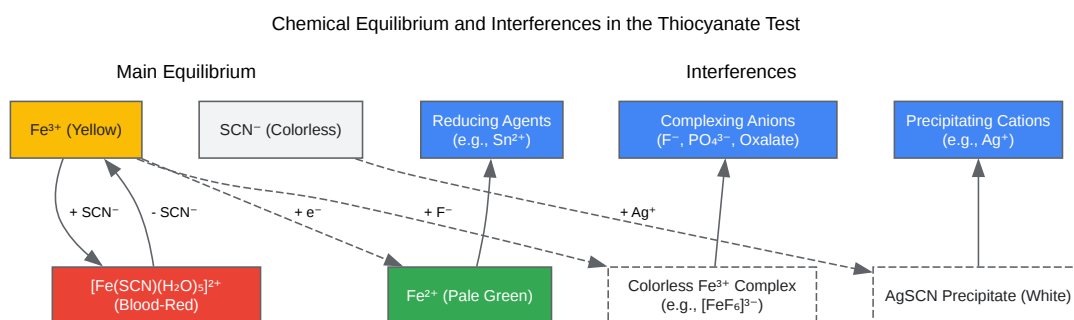 Chemical Equilibrium and Interferences in the Thiocyanate Test
Main Equilibrium
Interferences
Fe³⁺ (Yellow)
SCN⁻ (Colorless)
Reducing Agents
(e.g., Sn²⁺)
Complexing Anions
(F⁻, PO₄³⁻, Oxalate)
Precipitating Cations
(e.g., Ag⁺)
+ SCN⁻
- SCN⁻
+ e⁻
+ F⁻
+ Ag⁺
[Fe(SCN)(H₂O)₅]²⁺
(Blood-Red)
Fe²⁺ (Pale Green)
Colorless Fe³⁺ Complex
(e.g., [FeF₆]³⁻)
AgSCN Precipitate (White)